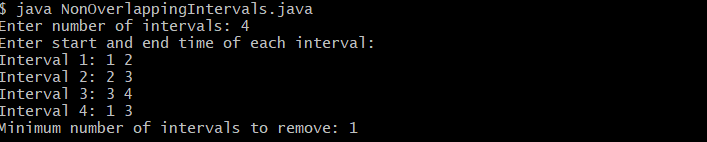 $ java NonOverlappingIntervals.java
Enter number of intervals: 4
Enter start and end time of each interval:
Interval 1: 1 2
Interval 2: 2 3
Interval 3: 3 4
Interval 4: 1 3
Minimum number of intervals to remove: 1